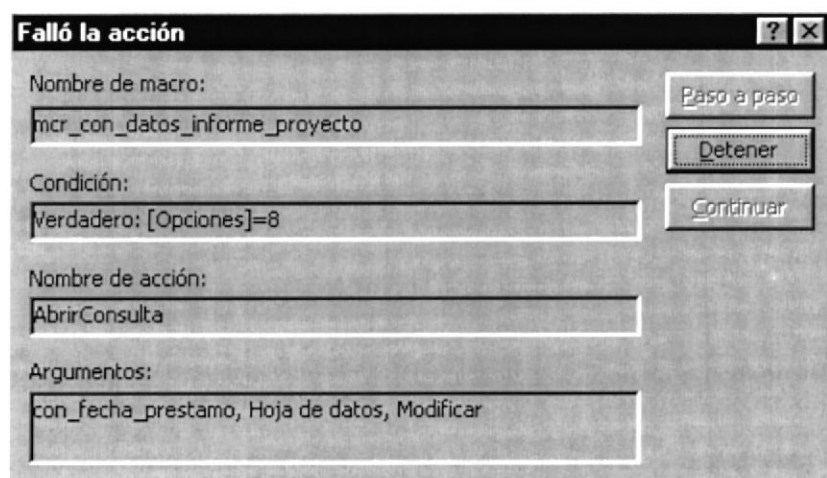 Falló la acción
Nombre de macro:
mcr_con_datos_informe_proyecto
Paso a paso
Detener
Condición:
Verdadero: [Opciones]=8
Continuar
Nombre de acción:
AbrirConsulta
Argumentos:
con_fecha_prestamo, Hoja de datos, Modificar